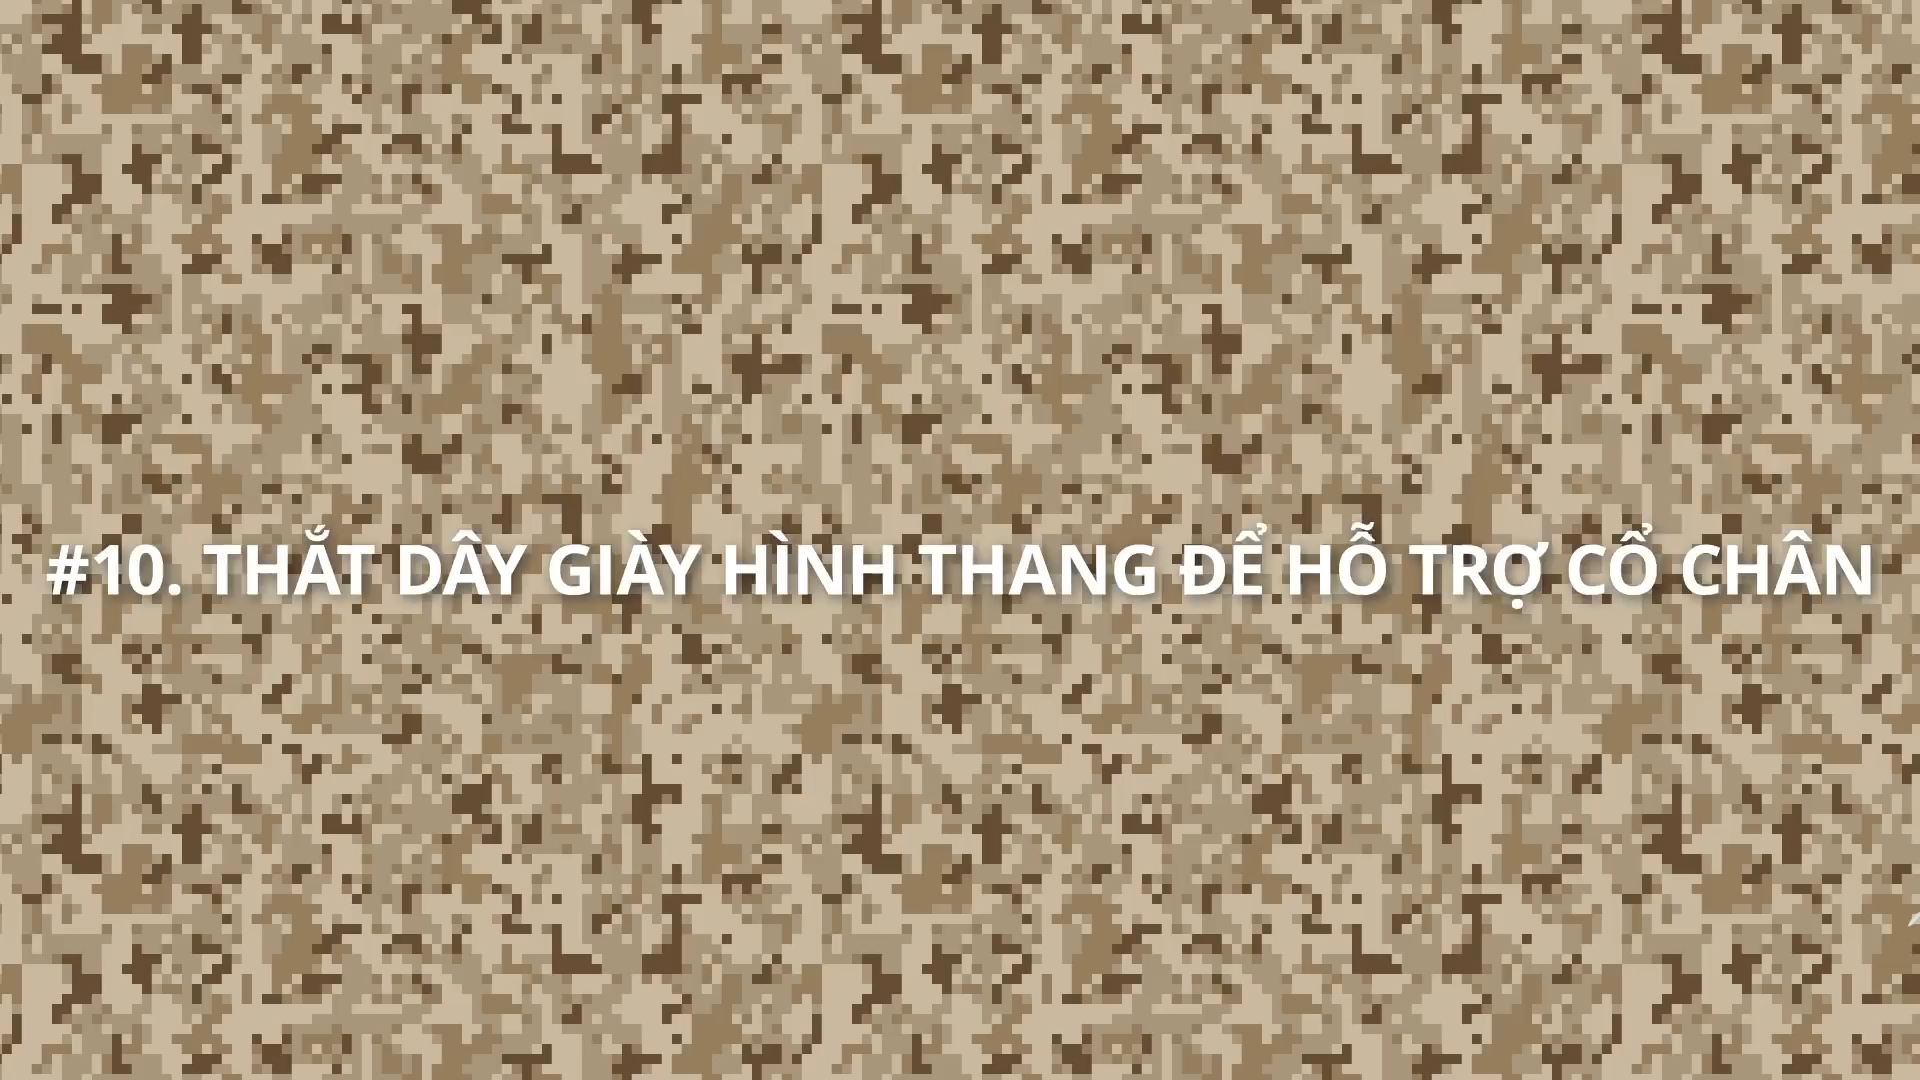 #10. THẮT DÂY GIÀY HÌNH THANG ĐỂ HỖ TRỢ CỔ CHÂN